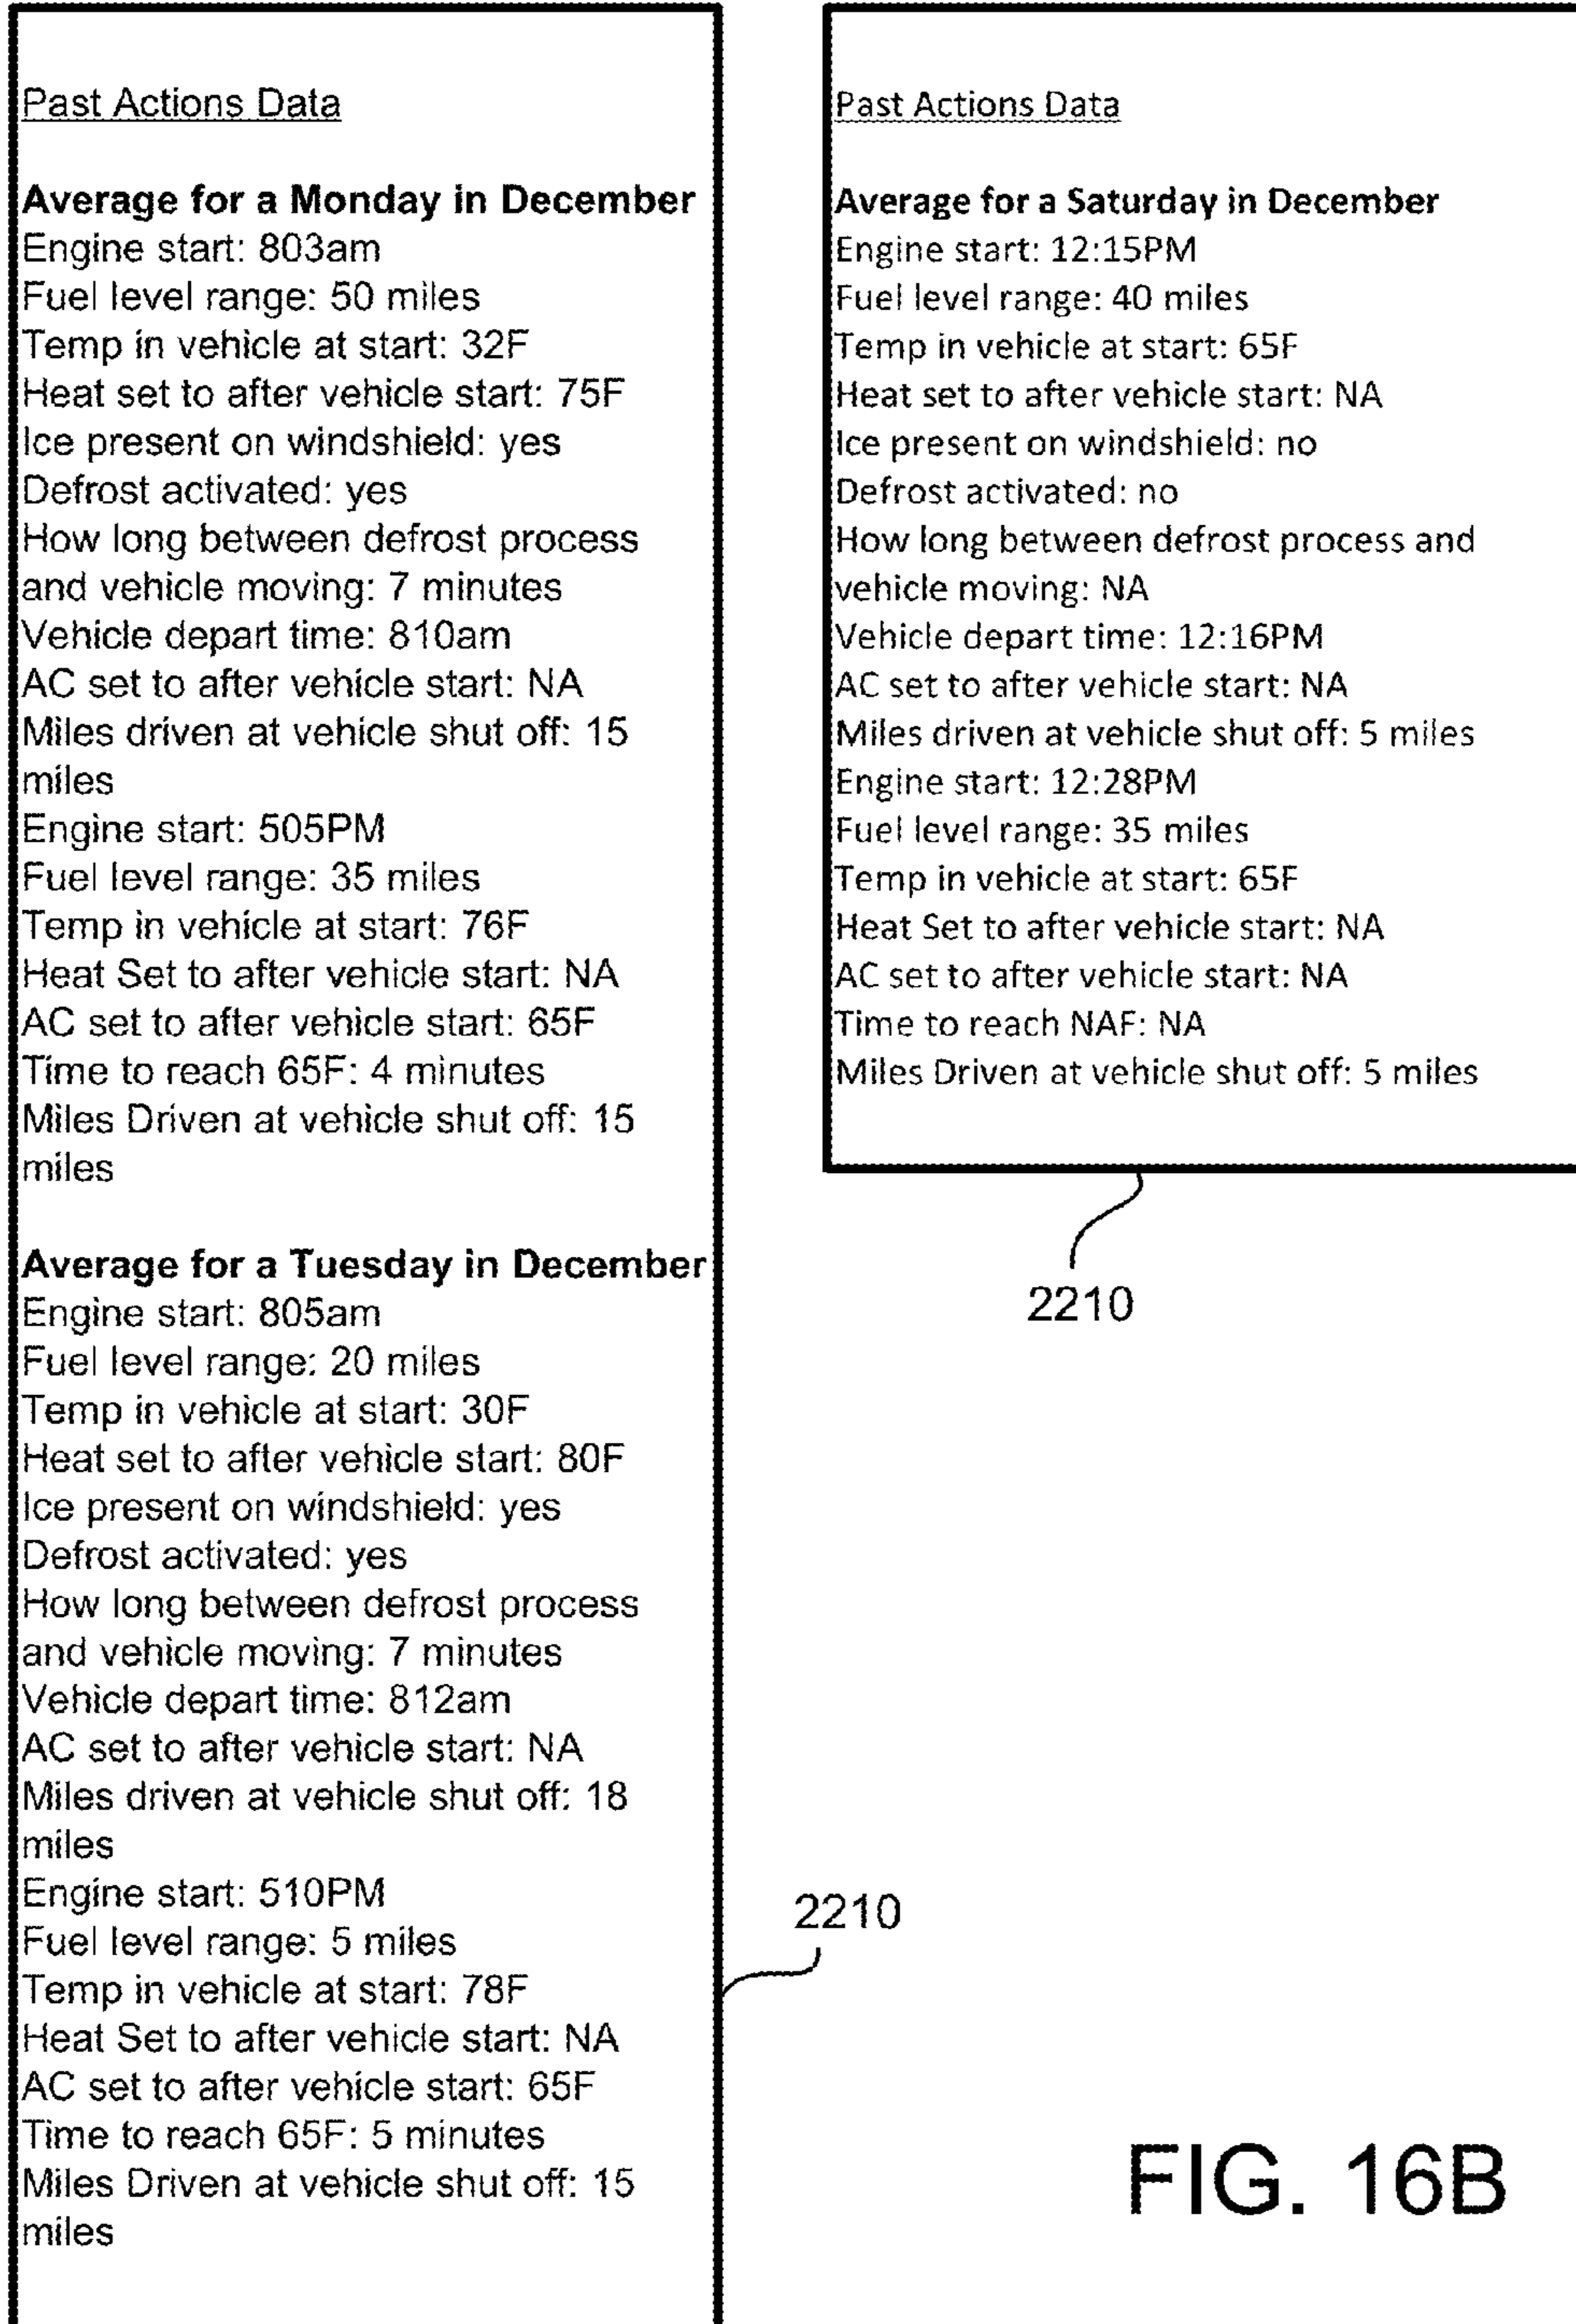 Past Actions Data
Average for a Monday in December
Engine start: 803am
Fuel level range: 50 miles
Temp in vehicle at start: 32F
Heat set to after vehicle start: 75F
Ice present on windshield: yes
Defrost activated: yes
How long between defrost process
and vehicle moving: 7 minutes
Vehicle depart time: 810am
AC set to after vehicle start: NA
Miles driven at vehicle shut off: 15
miles
Engine start: 505PM
Fuel level range: 35 miles
Temp in vehicle at start: 76F
Heat Set to after vehicle start: NA
AC set to after vehicle start: 65F
Time to reach 65F: 4 minutes
Miles Driven at vehicle shut off: 15
miles
Average for a Tuesday in December
Engine start: 805am
Fuel level range: 20 miles
Temp in vehicle at start: 30F
Heat set to after vehicle start: 80F
Ice present on windshield: yes
Defrost activated: yes
How long between defrost process
and vehicle moving: 7 minutes
Vehicle depart time: 812am
AC set to after vehicle start: NA
Miles driven at vehicle shut off: 18
miles
Engine start: 510PM
Fuel level range: 5 miles
Temp in vehicle at start: 78F
Heat Set to after vehicle start: NA
AC set to after vehicle start: 65F
Time to reach 65F: 5 minutes
Miles Driven at vehicle shut off: 15
miles
2210
Past Actions Data
Average for a Saturday in December
Engine start: 12:15PM
Fuel level range: 40 miles
Temp in vehicle at start: 65F
Heat set to after vehicle start: NA
Ice present on windshield: no
Defrost activated: no
How long between defrost process and
vehicle moving: NA
Vehicle depart time: 12:16PM
AC set to after vehicle start: NA
Miles driven at vehicle shut off: 5 miles
Engine start: 12:28PM
Fuel level range: 35 miles
Temp in vehicle at start: 65F
Heat Set to after vehicle start: NA
AC set to after vehicle start: NA
Time to reach NAF: NA
Miles Driven at vehicle shut off: 5 miles
2210
FIG. 16B